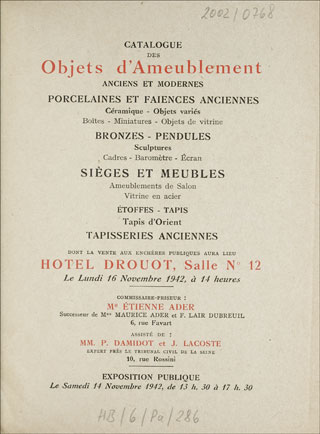 2002/0768
CATALOGUE
DES
Objets d'Ameublement
ANCIENS ET MODERNES
PORCELAINES ET FAIENCES ANCIENNES
Céramique - Objets variés
Boîtes - Miniatures - Objets de vitrine
BRONZES - PENDULES
Sculptures
Cadres - Baromètre - Écran
SIÈGES ET MEUBLES
Ameublements de Salon
Vitrine en acier
ÉTOFFES - TAPIS
Tapis d'Orient
TAPISSERIES ANCIENNES
DONT LA VENTE AUX ENCHÈRES PUBLIQUES AURA LIEU
HOTEL DROUOT, Salle No 12
Le Lundi 16 Novembre 1942, à 14 heures
COMMISSAIRE-PRISEUR :
Me ÉTIENNE ADER
Successeur de Mes MAURICE ADER et F. LAIR DUBREUIL
6, rue Favart
ASSISTÉ DE :
MM. P. DAMIDOT et J. LACOSTE
EXPERT PRÈS LE TRIBUNAL CIVIL DE LA SEINE
10, rue Rossini
EXPOSITION PUBLIQUE
Le Samedi 14 Novembre 1942, de 13 h. 30 à 17 h. 30
HB/6/Pa/286